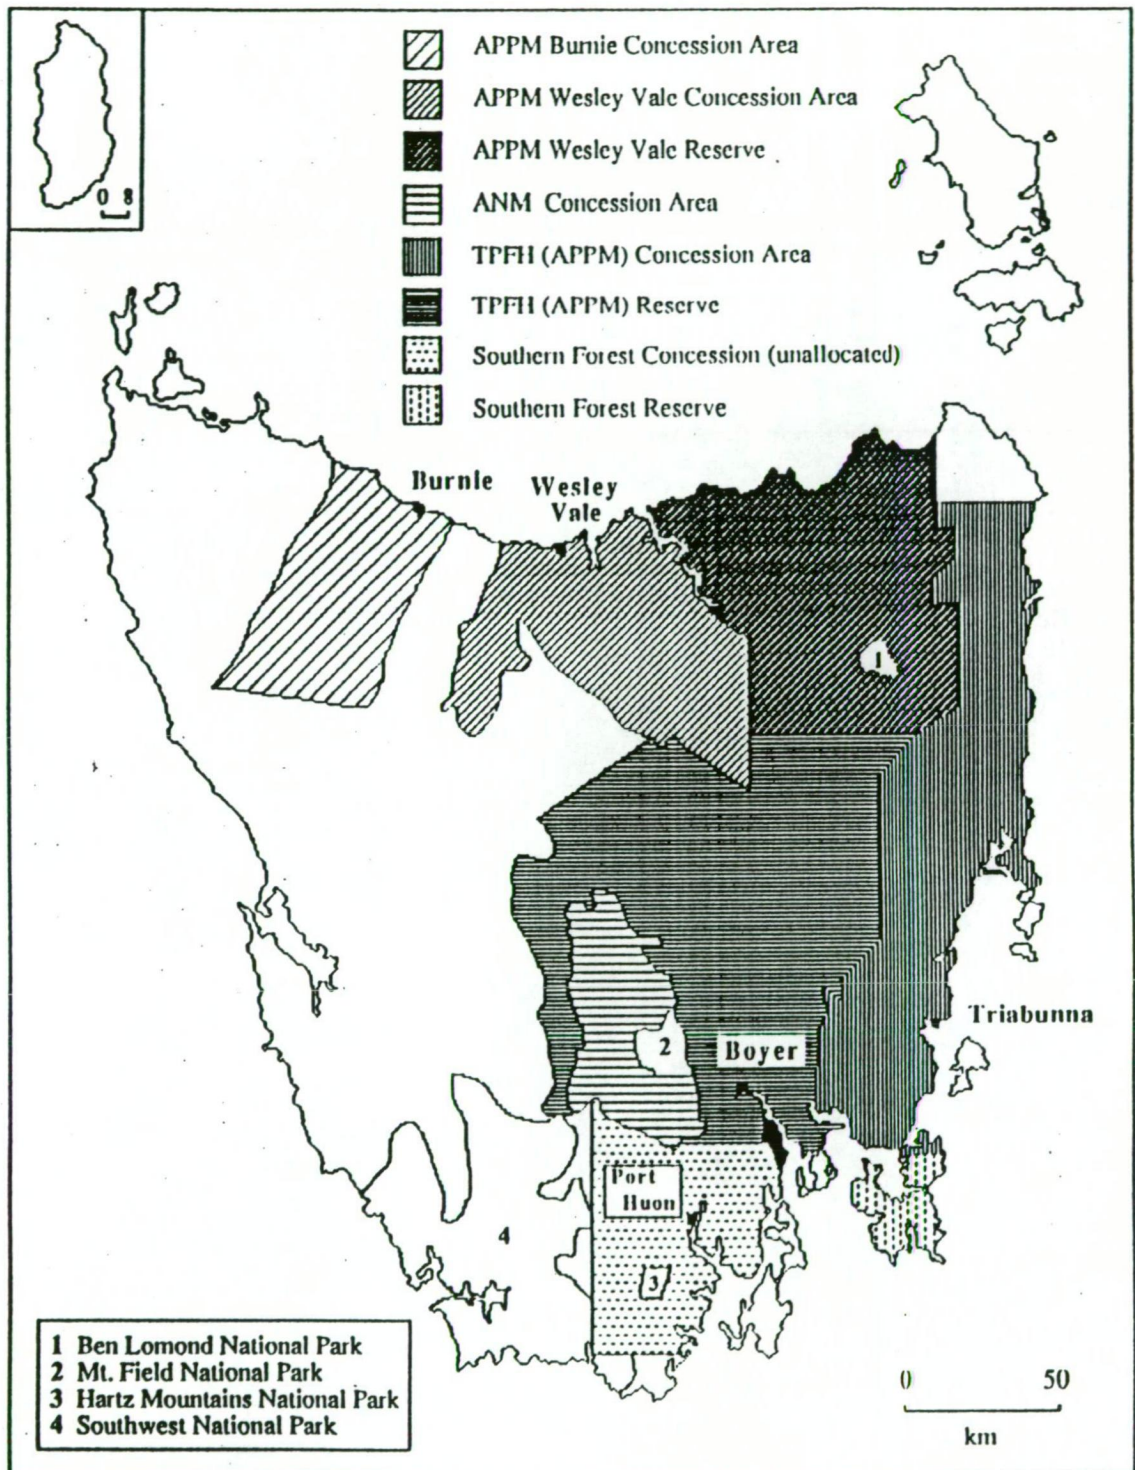 APPM Burnie Concession Area
APPM Wesley Vale Concession Area
APPM Wesley Vale Reserve
ANM Concession Area
TPFH (APPM) Concession Area
TPFH (APPM) Reserve
Southern Forest Concession (unallocated)
Southern Forest Reserve
0 8
Burnie
Wesley
Vale
1
Triabunna
2
Boyer
Port
Huon
4
3
1 Ben Lomond National Park
2 Mt. Field National Park
3 Hartz Mountains National Park
4 Southwest National Park
0 50
km